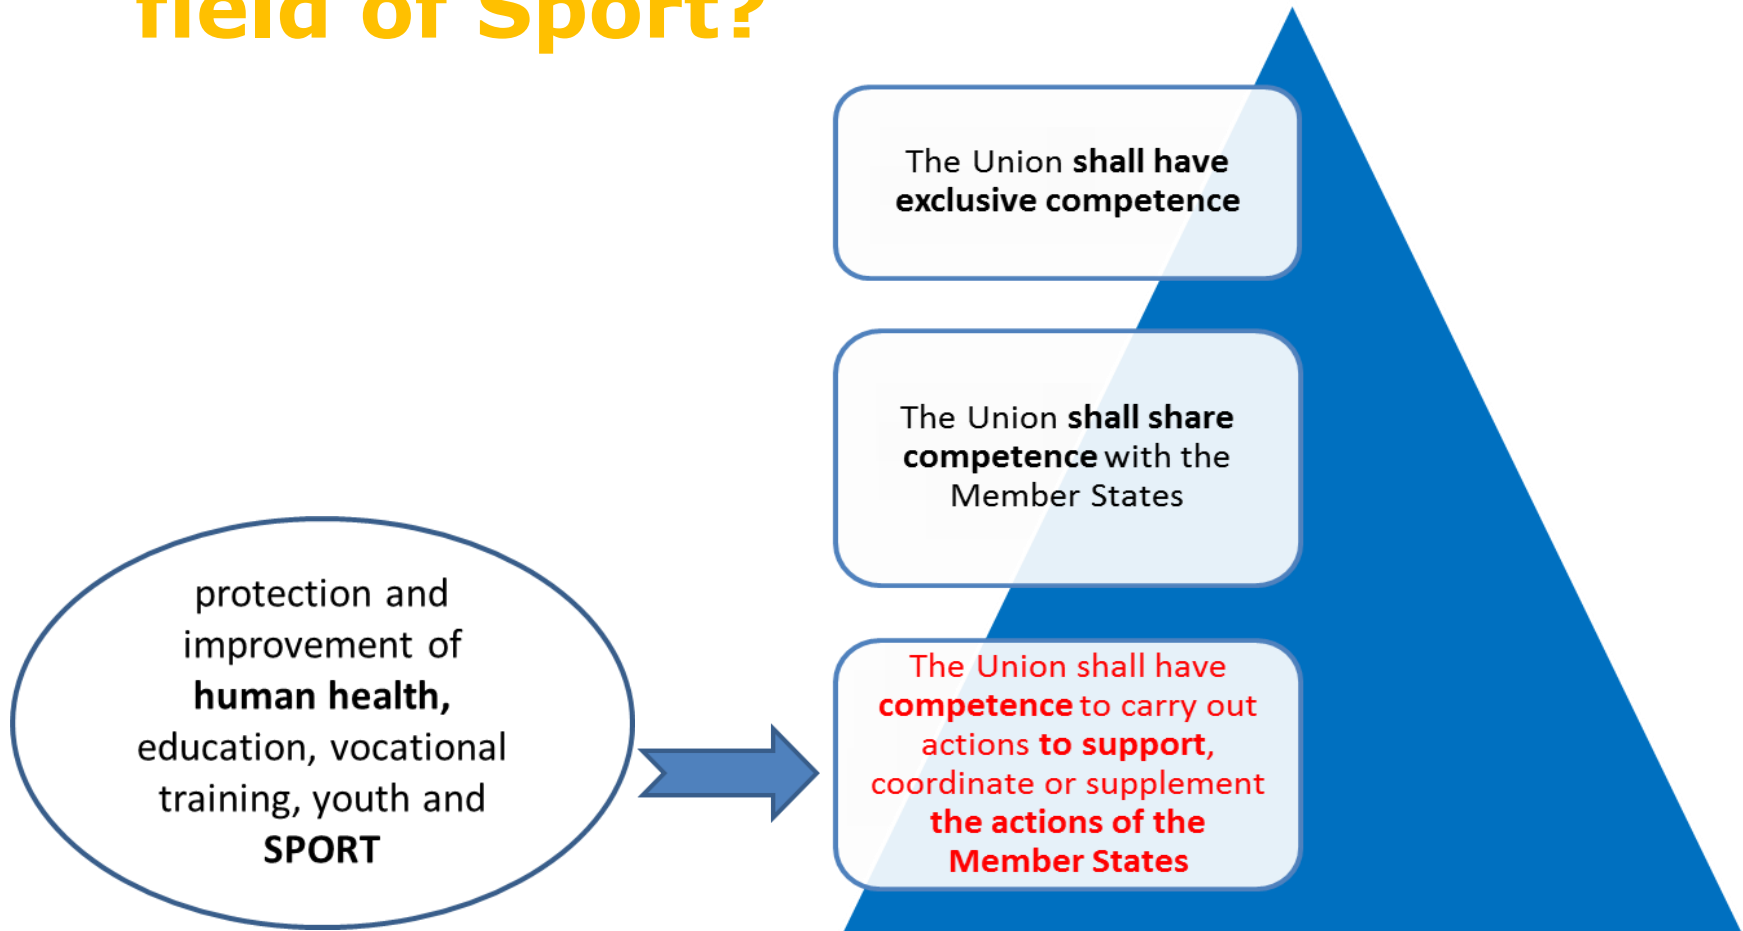 field of Sport?
The Union shall have
exclusive competence
The Union shall share
competence with the
Member States
protection and
improvement of
human health,
education, vocational
training, youth and
SPORT
The Union shall have
competence to carry out
actions to support,
coordinate or supplement
the actions of the
Member States